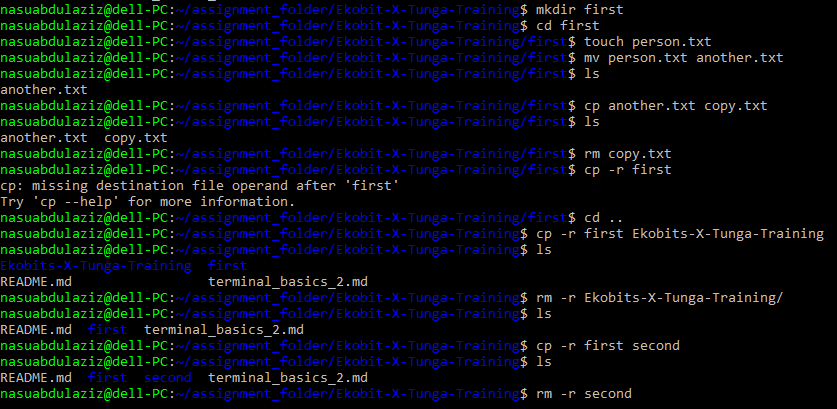 nasuabdulaziz@dell-PC:~/assignment_folder/Ekobit-X-Tunga-Training$ mkdir first
nasuabdulaziz@dell-PC:~/assignment_folder/Ekobit-X-Tunga-Training$ cd first
nasuabdulaziz@dell-PC:~/assignment_folder/Ekobit-X-Tunga-Training/first$ touch person.txt
nasuabdulaziz@dell-PC:~/assignment_folder/Ekobit-X-Tunga-Training/first$ mv person.txt another.txt
nasuabdulaziz@dell-PC:~/assignment_folder/Ekobit-X-Tunga-Training/first$ ls
another.txt
nasuabdulaziz@dell-PC:~/assignment_folder/Ekobit-X-Tunga-Training/first$ cp another.txt copy.txt
nasuabdulaziz@dell-PC:~/assignment_folder/Ekobit-X-Tunga-Training/first$ ls
another.txt  copy.txt
nasuabdulaziz@dell-PC:~/assignment_folder/Ekobit-X-Tunga-Training/first$ rm copy.txt
nasuabdulaziz@dell-PC:~/assignment_folder/Ekobit-X-Tunga-Training/first$ cp -r first
cp: missing destination file operand after 'first'
Try 'cp --help' for more information.
nasuabdulaziz@dell-PC:~/assignment_folder/Ekobit-X-Tunga-Training/first$ cd ..
nasuabdulaziz@dell-PC:~/assignment_folder/Ekobit-X-Tunga-Training$ cp -r first Ekobits-X-Tunga-Training
nasuabdulaziz@dell-PC:~/assignment_folder/Ekobit-X-Tunga-Training$ ls
Ekobits-X-Tunga-Training  first
README.md                 terminal_basics_2.md
nasuabdulaziz@dell-PC:~/assignment_folder/Ekobit-X-Tunga-Training$ rm -r Ekobits-X-Tunga-Training/
nasuabdulaziz@dell-PC:~/assignment_folder/Ekobit-X-Tunga-Training$ ls
README.md  first  terminal_basics_2.md
nasuabdulaziz@dell-PC:~/assignment_folder/Ekobit-X-Tunga-Training$ cp -r first second
nasuabdulaziz@dell-PC:~/assignment_folder/Ekobit-X-Tunga-Training$ ls
README.md  first  second  terminal_basics_2.md
nasuabdulaziz@dell-PC:~/assignment_folder/Ekobit-X-Tunga-Training$ rm -r second